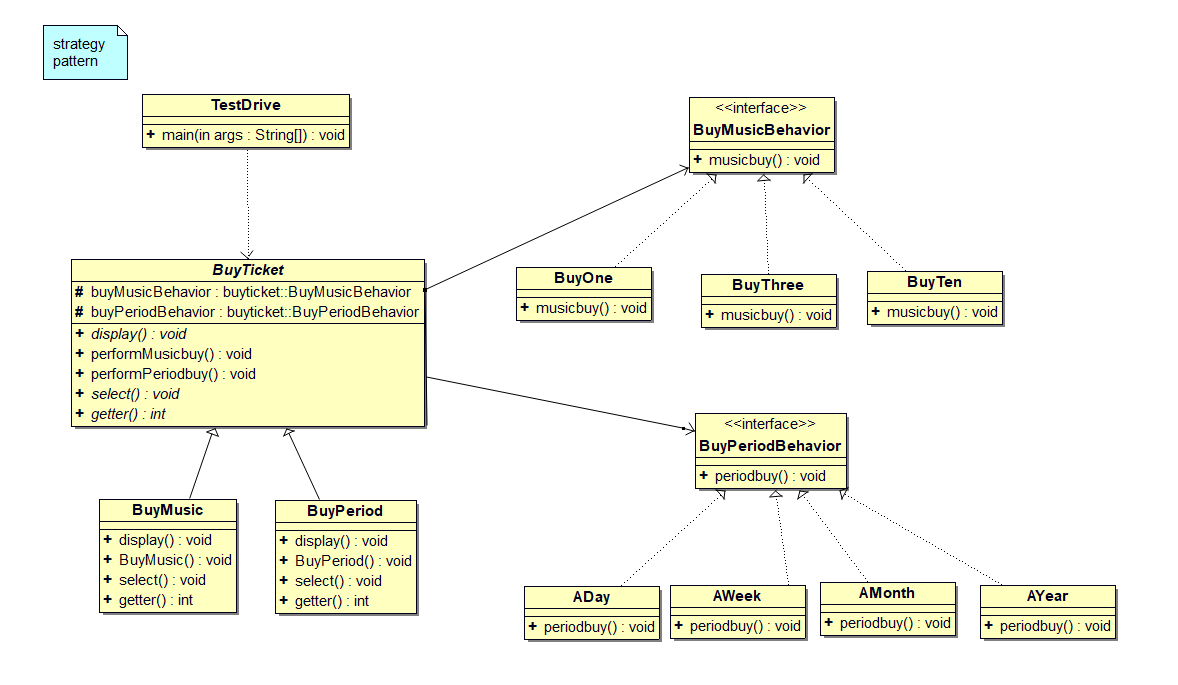 strategy
pattern
TestDrive
+ main(in args : String[]) : void
<<interface>>
BuyMusicBehavior
+ musicbuy() : void
BuyTicket
# buyMusicBehavior : buyticket::BuyMusicBehavior
# buyPeriodBehavior : buyticket::BuyPeriodBehavior
+ display() : void
+ performMusicbuy() : void
+ performPeriodbuy() : void
+ select() : void
+ getter() : int
BuyOne
+ musicbuy() : void
BuyThree
+ musicbuy() : void
BuyTen
+ musicbuy() : void
<<interface>>
BuyPeriodBehavior
+ periodbuy() : void
BuyMusic
+ display() : void
+ BuyMusic() : void
+ select() : void
+ getter() : int
BuyPeriod
+ display() : void
+ BuyPeriod() : void
+ select() : void
+ getter() : int
ADay
+ periodbuy() : void
AWeek
+ periodbuy() : void
AMonth
+ periodbuy() : void
AYear
+ periodbuy() : void